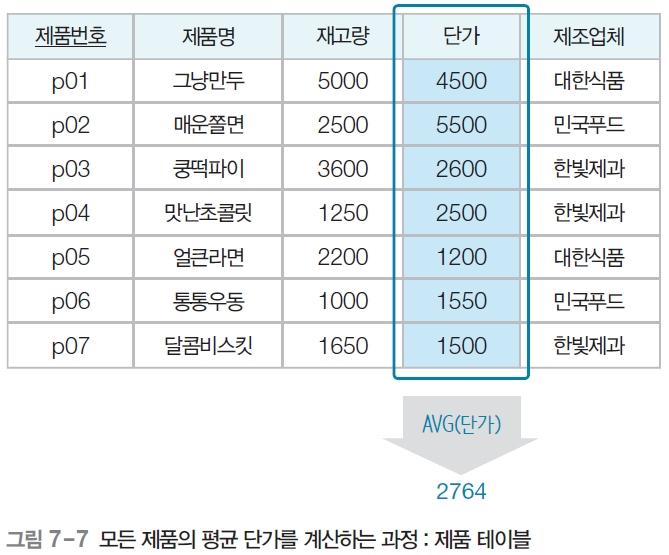 제품번호 제품명 재고량 단가 제조업체
p01 그냥만두 5000 4500 대한식품
p02 매운쫄면 2500 5500 민국푸드
p03 쿵떡파이 3600 2600 한빛제과
p04 맛난초콜릿 1250 2500 한빛제과
p05 얼큰라면 2200 1200 대한식품
p06 통통우동 1000 1550 민국푸드
p07 달콤비스킷 1650 1500 한빛제과
AVG(단가)
2764
그림 7-7 모든 제품의 평균 단가를 계산하는 과정 : 제품 테이블